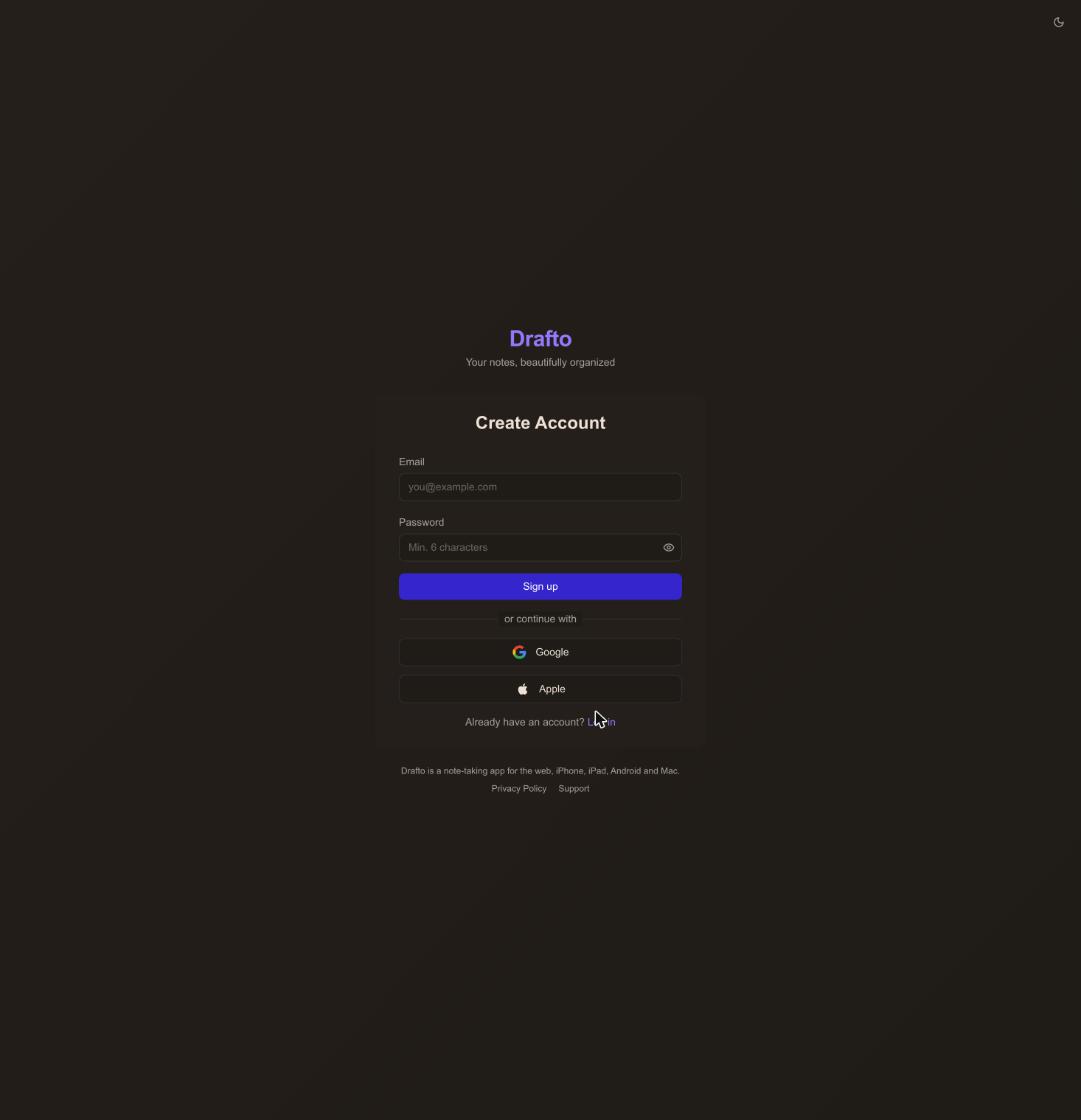 Drafto
Your notes, beautifully organized
Create Account
Email
you@example.com
Password
Min. 6 characters
Sign up
or continue with
Google
Apple
Already have an account?
Drafto is a note-taking app for the web, iPhone, iPad, Android and Mac.
Privacy Policy Support